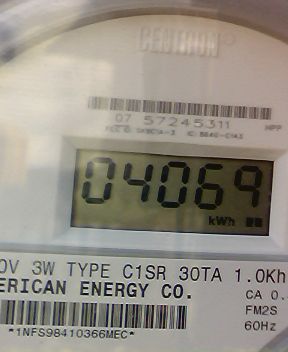 CENTRON®
07 57245311
04069
kWh
0V 3W TYPE C1SR 30TA 1.0Kh
ERICAN ENERGY CO.
CA 0.
FM2S
*1NFS98410366MEC*
60Hz